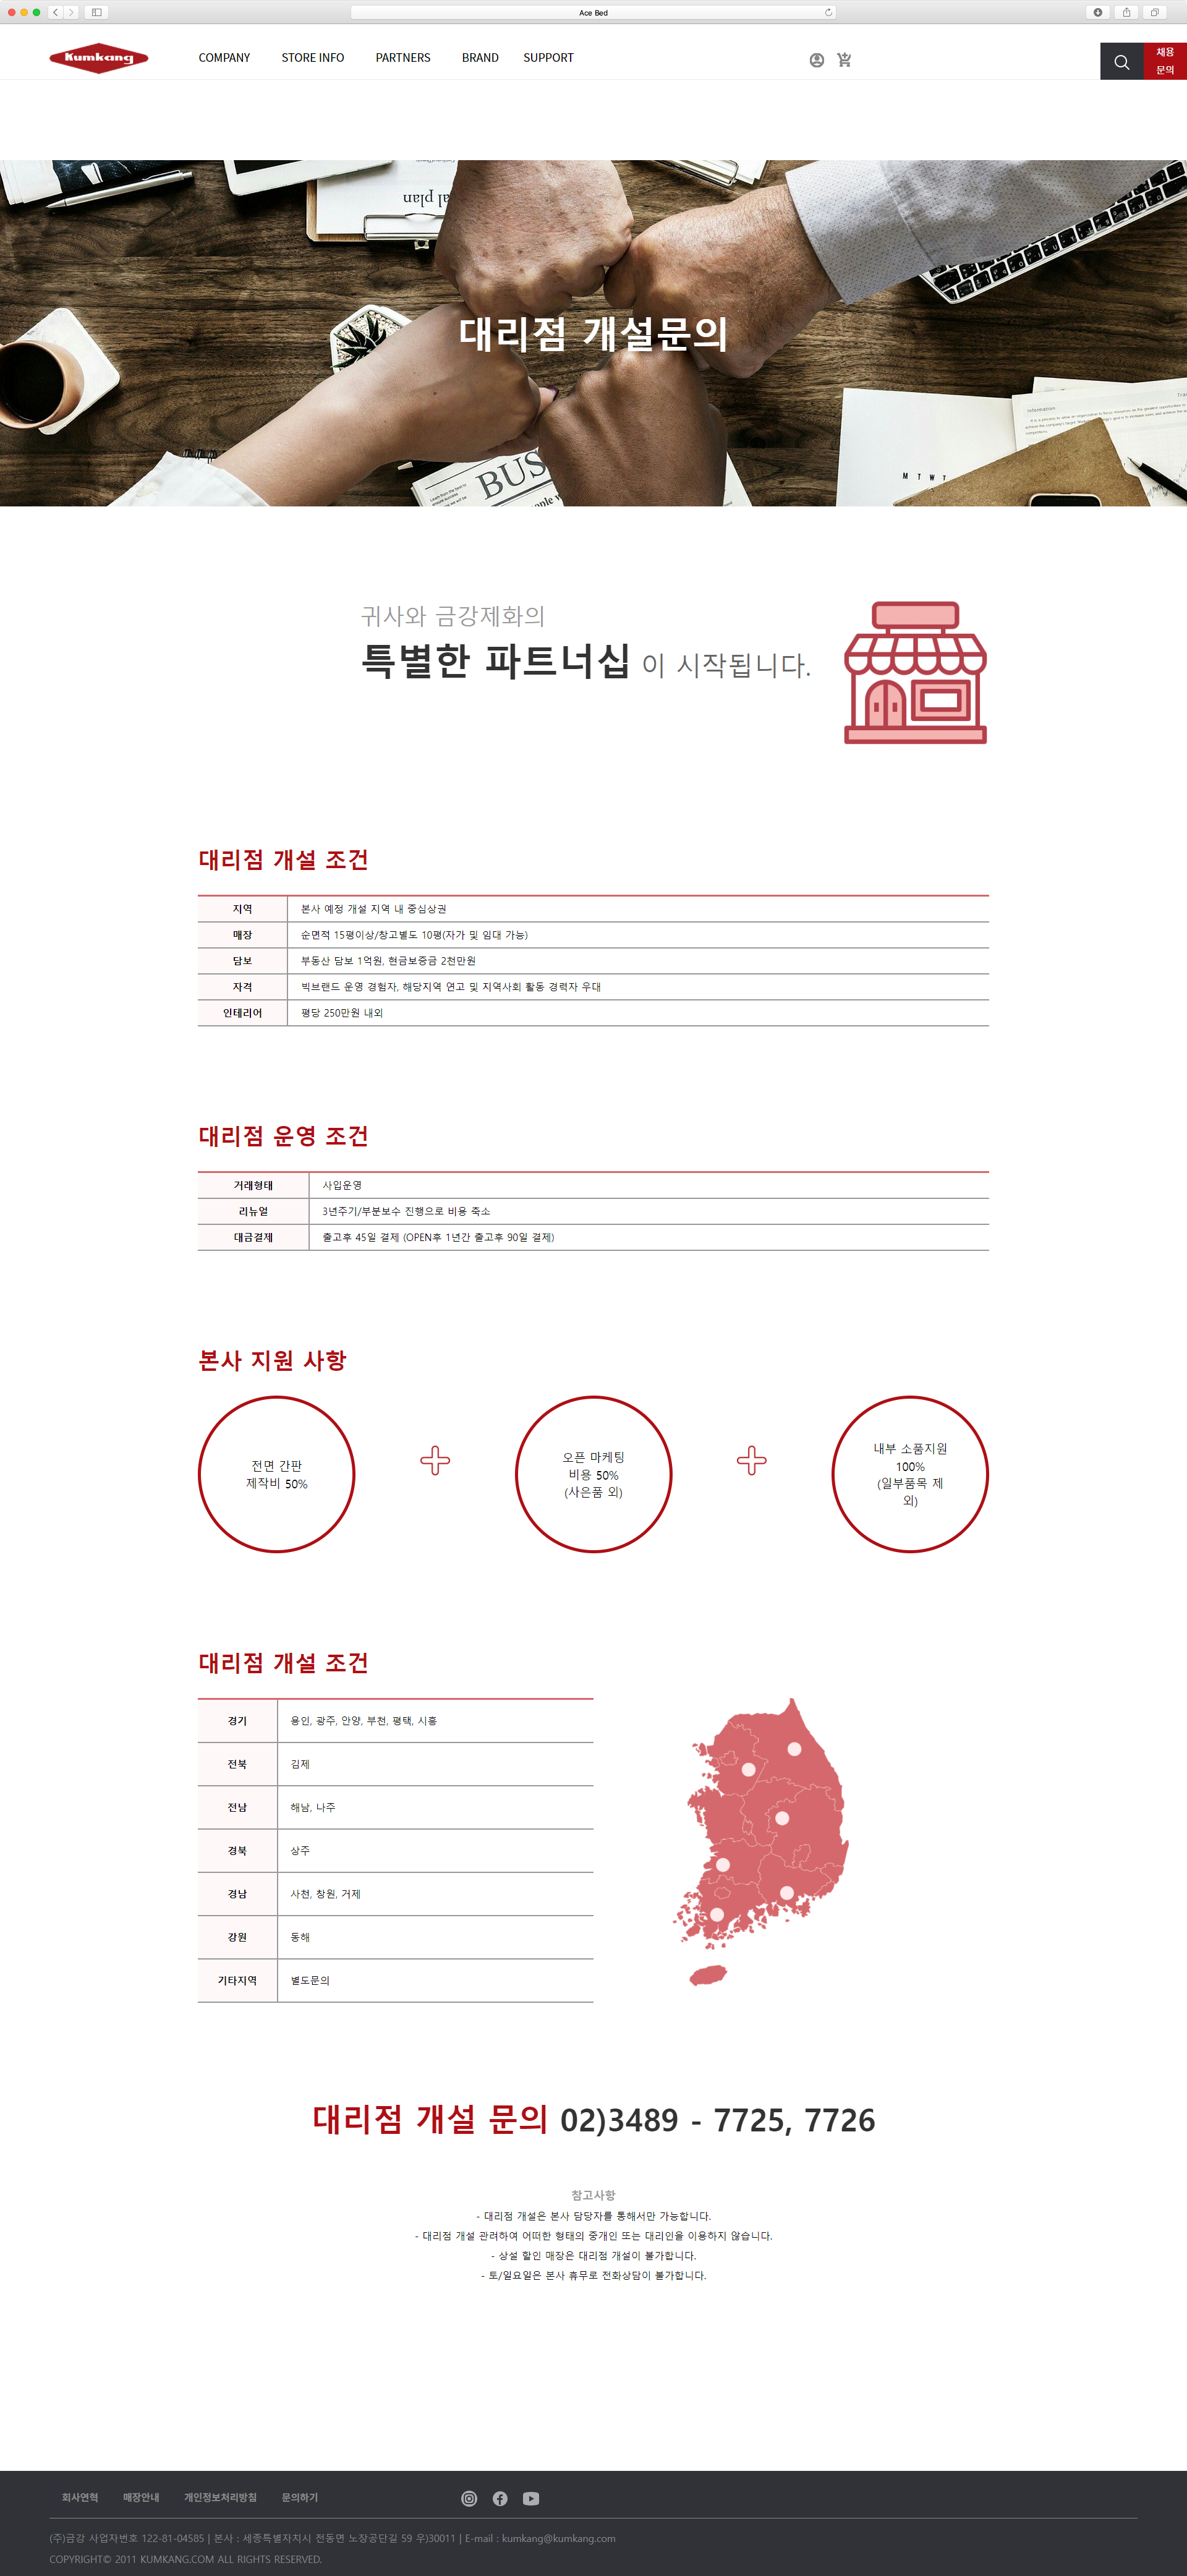 Ace Bed
Kumkang
COMPANY
STORE INFO
PARTNERS
BRAND
SUPPORT
채용
문의
al plan
대리점 개설문의
Information
BUS
M T W T
귀사와 금강제화의
특별한 파트너십 이 시작됩니다.
대리점 개설 조건
지역 본사 예정 개설 지역 내 중심상권
매장 순면적 15평이상/창고별도 10평(자가 및 임대 가능)
담보 부동산 담보 1억원, 현금보증금 2천만원
자격 빅브랜드 운영 경험자, 해당지역 연고 및 지역사회 활동 경력자 우대
인테리어 평당 250만원 내외
대리점 운영 조건
거래형태 사입운영
리뉴얼 3년주기/부분보수 진행으로 비용 축소
대금결제 출고후 45일 결제 (OPEN후 1년간 출고후 90일 결제)
본사 지원 사항
전면 간판
제작비 50%
오픈 마케팅
비용 50%
(사은품 외)
내부 소품지원
100%
(일부품목 제
외)
대리점 개설 조건
경기 용인, 광주, 안양, 부천, 평택, 시흥
전북 김제
전남 해남, 나주
경북 상주
경남 사천, 창원, 거제
강원 동해
기타지역 별도문의
대리점 개설 문의 02)3489 - 7725, 7726
참고사항
- 대리점 개설은 본사 담당자를 통해서만 가능합니다.
- 대리점 개설 관려하여 어떠한 형태의 중개인 또는 대리인을 이용하지 않습니다.
- 상설 할인 매장은 대리점 개설이 불가합니다.
- 토/일요일은 본사 휴무로 전화상담이 불가합니다.
회사연혁
매장안내
개인정보처리방침
문의하기
(주)금강 사업자번호 122-81-04585 | 본사 : 세종특별자치시 전동면 노장공단길 59 우)30011 | E-mail : kumkang@kumkang.com
COPYRIGHT© 2011 KUMKANG.COM ALL RIGHTS RESERVED.